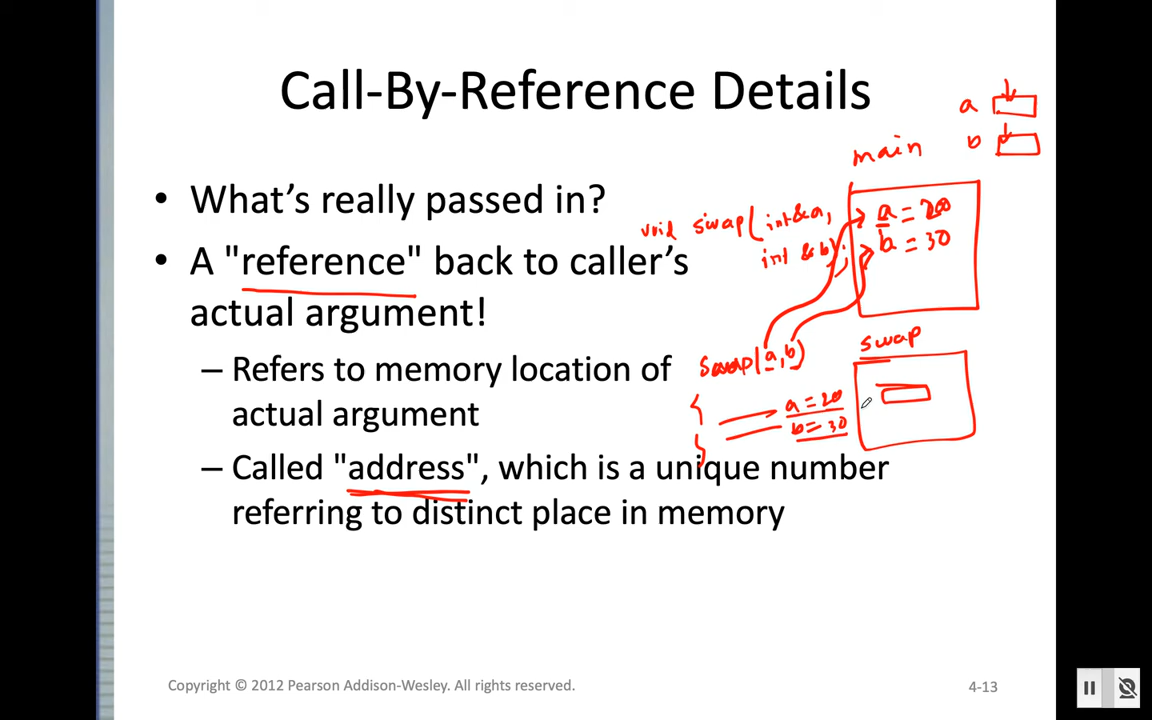 Call-By-Reference Details
• What's really passed in?
• A "reference" back to caller's
actual argument!
– Refers to memory location of
actual argument
– Called "address", which is a unique number
referring to distinct place in memory
a
b
main
a = 20
b = 30
void swap(int&a,
int &b);
swap(a,b)
{
a = 20
b = 30
}
swap
Copyright © 2012 Pearson Addison-Wesley. All rights reserved.
4-13